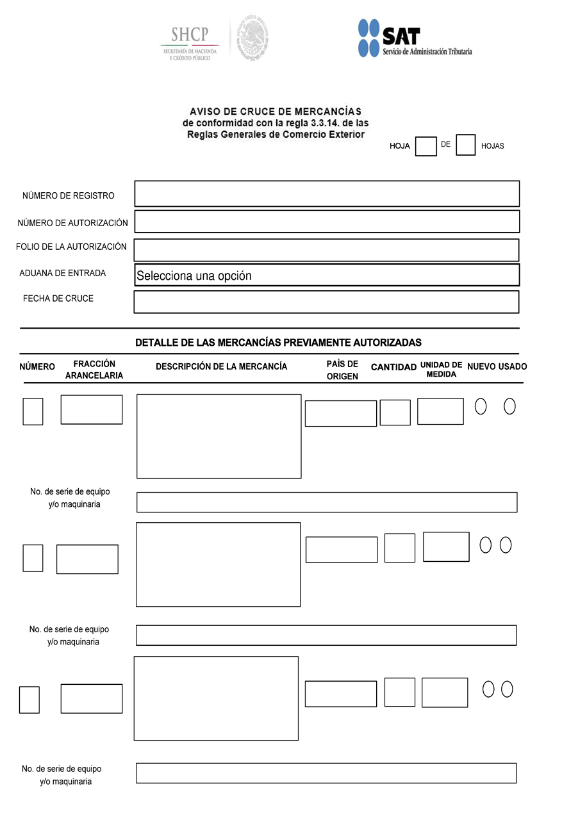 SHCP
SECRETARÍA DE HACIENDA
Y CRÉDITO PÚBLICO
SAT
Servicio de Administración Tributaria
AVISO DE CRUCE DE MERCANCÍAS
de conformidad con la regla 3.3.14. de las
Reglas Generales de Comercio Exterior
HOJA DE HOJAS
NÚMERO DE REGISTRO
NÚMERO DE AUTORIZACIÓN
FOLIO DE LA AUTORIZACIÓN
ADUANA DE ENTRADA Selecciona una opción
FECHA DE CRUCE
DETALLE DE LAS MERCANCÍAS PREVIAMENTE AUTORIZADAS
NÚMERO FRACCIÓN ARANCELARIA DESCRIPCIÓN DE LA MERCANCÍA PAÌS DE ORIGEN CANTIDAD UNIDAD DE MEDIDA NUEVO USADO
No. de serie de equipo
y/o maquinaria
No. de serie de equipo
y/o maquinaria
No. de serie de equipo
y/o maquinaria